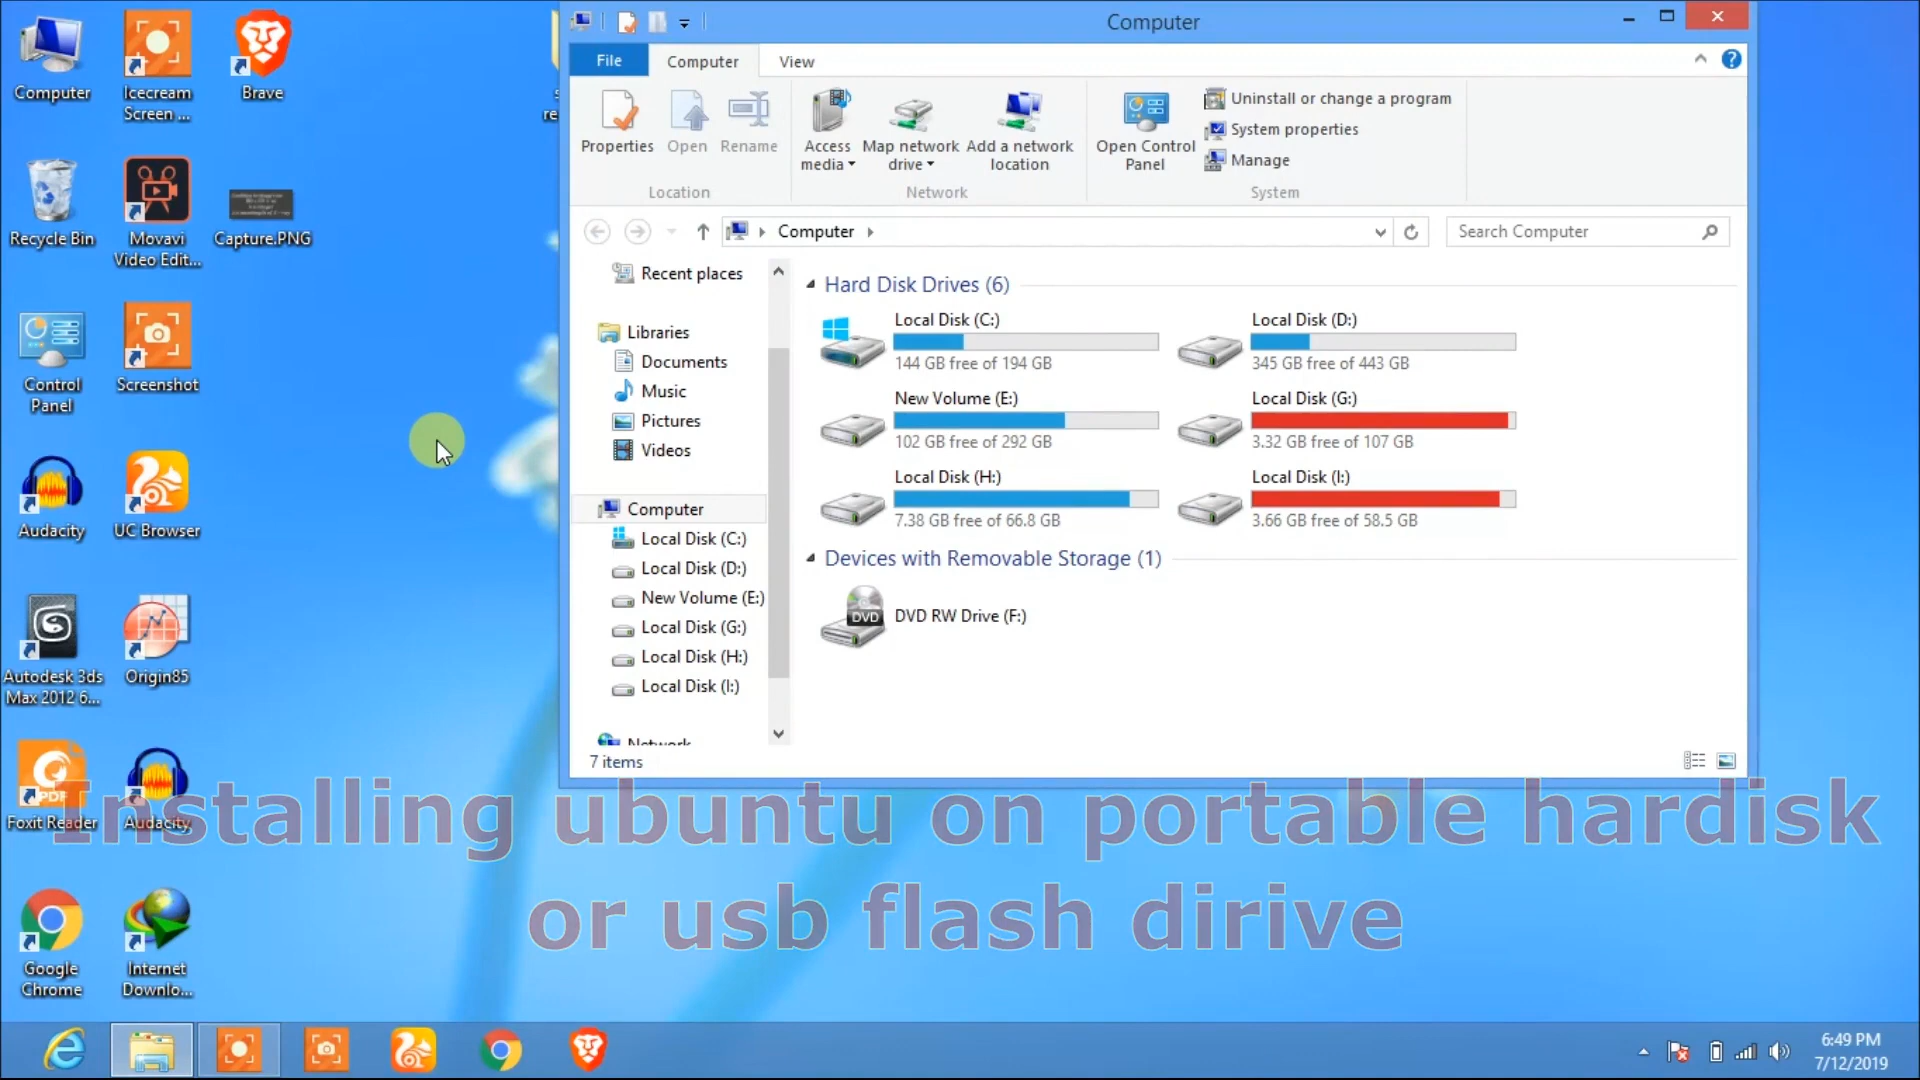 Computer
Icecream
Screen ...
Brave
Recycle Bin
Movavi
Video Edit...
Capture.PNG
Control
Panel
Screenshot
Audacity
UC Browser
Autodesk 3ds
Max 2012 6...
Origin85
PDF
Foxit Reader
Audacity
Google
Chrome
Internet
Downlo...
s
re
Computer
File
Computer
View
Properties
Open
Rename
Access
media
Map network
drive
Add a network
location
Open Control
Panel
Uninstall or change a program
System properties
Manage
Location
Network
System
Computer
Search Computer
Recent places
Libraries
Documents
Music
Pictures
Videos
Computer
Local Disk (C:)
Local Disk (D:)
New Volume (E:)
Local Disk (G:)
Local Disk (H:)
Local Disk (I:)
Network
Hard Disk Drives (6)
Local Disk (C:)
144 GB free of 194 GB
Local Disk (D:)
345 GB free of 443 GB
New Volume (E:)
102 GB free of 292 GB
Local Disk (G:)
3.32 GB free of 107 GB
Local Disk (H:)
7.38 GB free of 66.8 GB
Local Disk (I:)
3.66 GB free of 58.5 GB
Devices with Removable Storage (1)
DVD
DVD RW Drive (F:)
7 items
Installing ubuntu on portable hardisk
or usb flash dirive
6:49 PM
7/12/2019